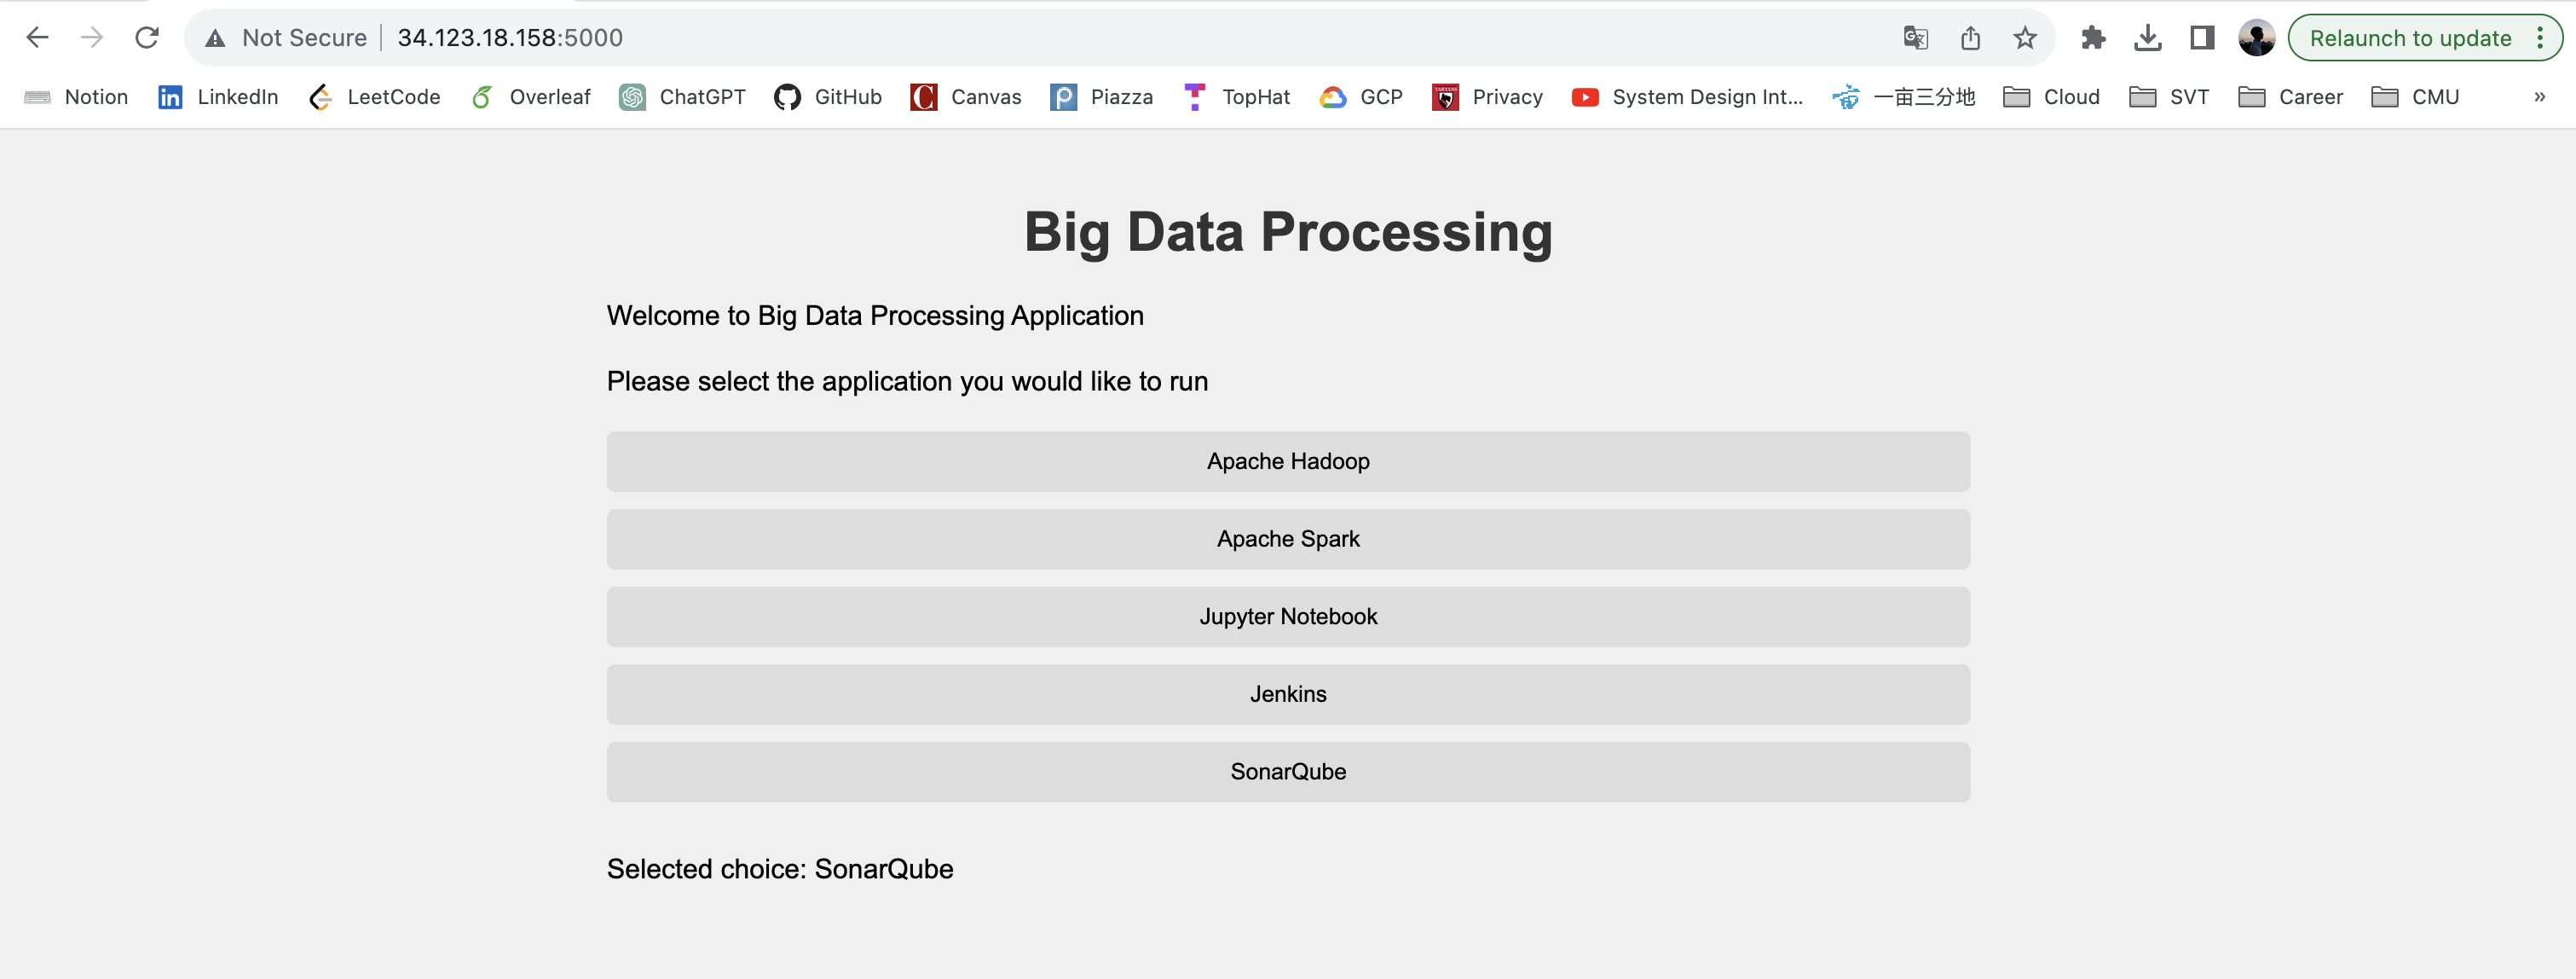 Not Secure 34.123.18.158:5000 Relaunch to update
Notion LinkedIn LeetCode Overleaf ChatGPT GitHub Canvas Piazza TopHat GCP Privacy System Design Int... 一亩三分地 Cloud SVT Career CMU »
Big Data Processing
Welcome to Big Data Processing Application
Please select the application you would like to run
Apache Hadoop
Apache Spark
Jupyter Notebook
Jenkins
SonarQube
Selected choice: SonarQube